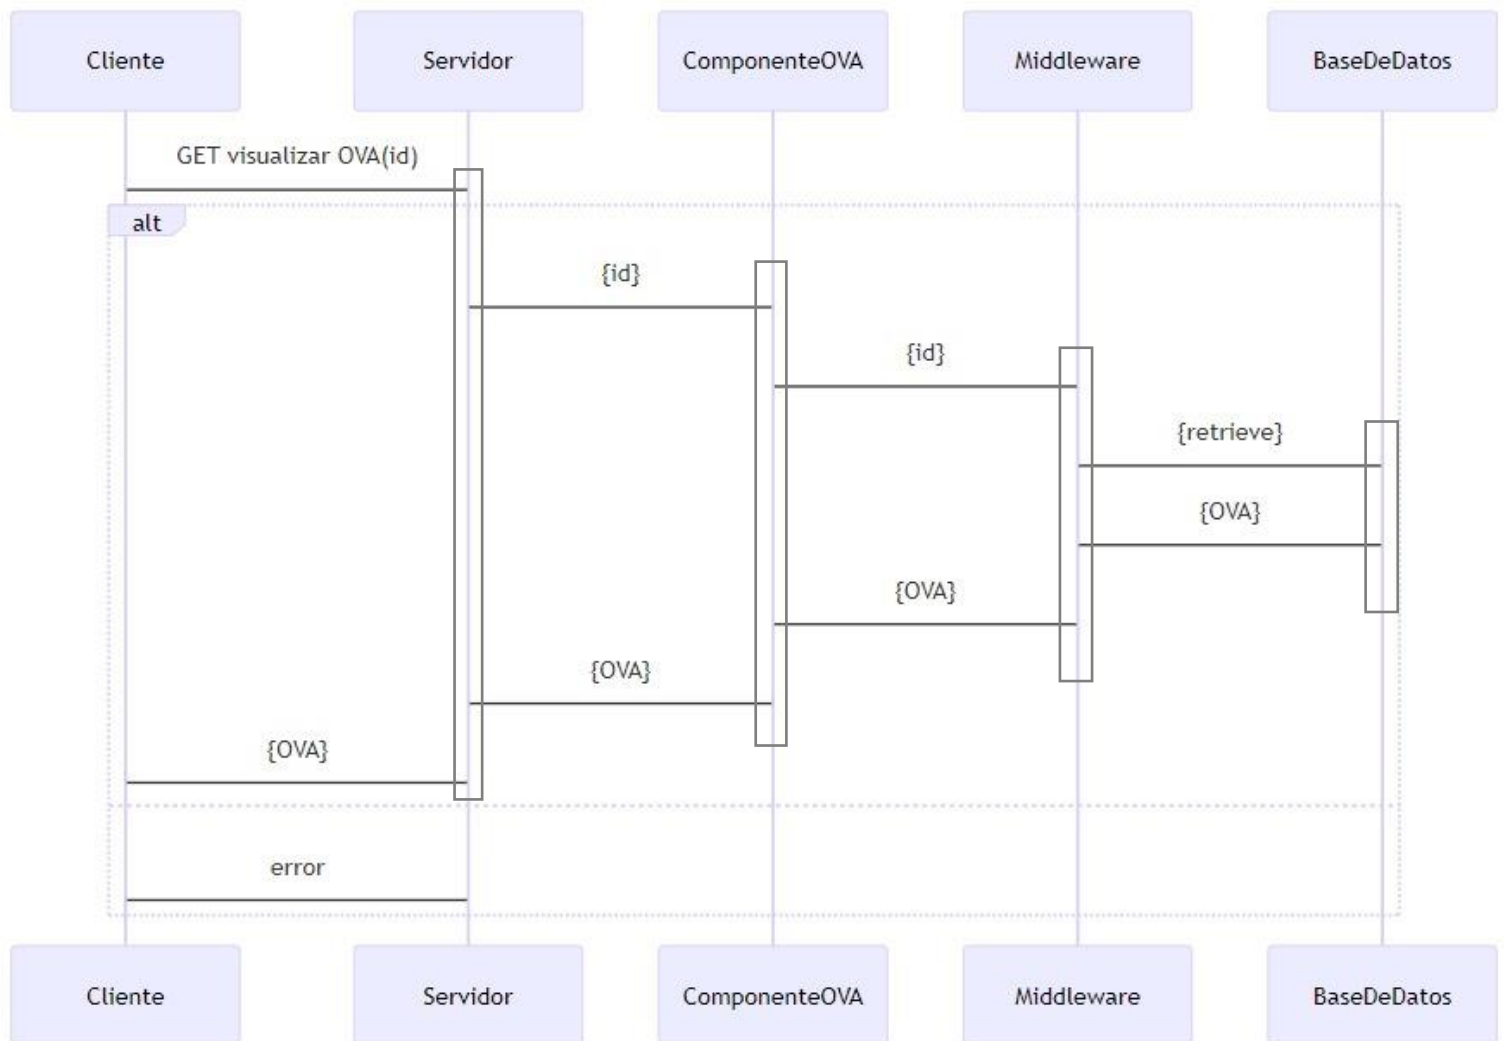 Cliente
Servidor
ComponenteOVA
Middleware
BaseDeDatos
GET visualizar OVA(id)
alt
{id}
{id}
{retrieve}
{OVA}
{OVA}
{OVA}
{OVA}
error
Cliente
Servidor
ComponenteOVA
Middleware
BaseDeDatos